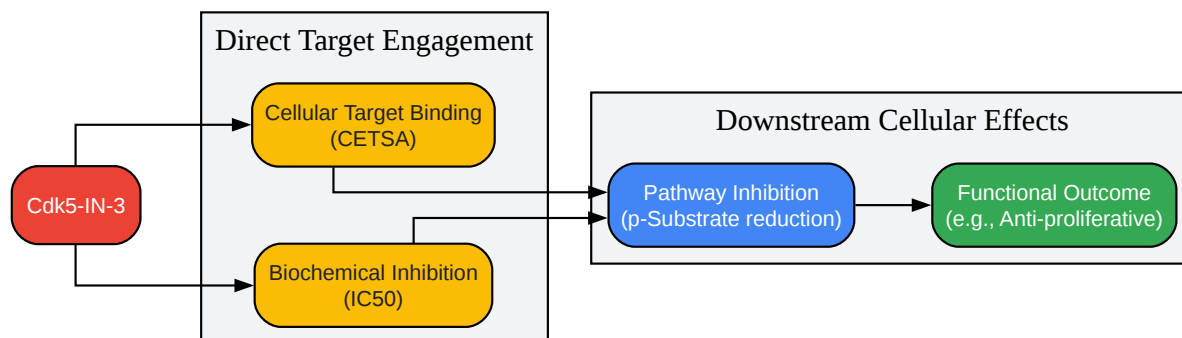 Direct Target Engagement
Cellular Target Binding
(CETSA)
Downstream Cellular Effects
Cdk5-IN-3
Pathway Inhibition
(p-Substrate reduction)
Functional Outcome
(e.g., Anti-proliferative)
Biochemical Inhibition
(IC50)